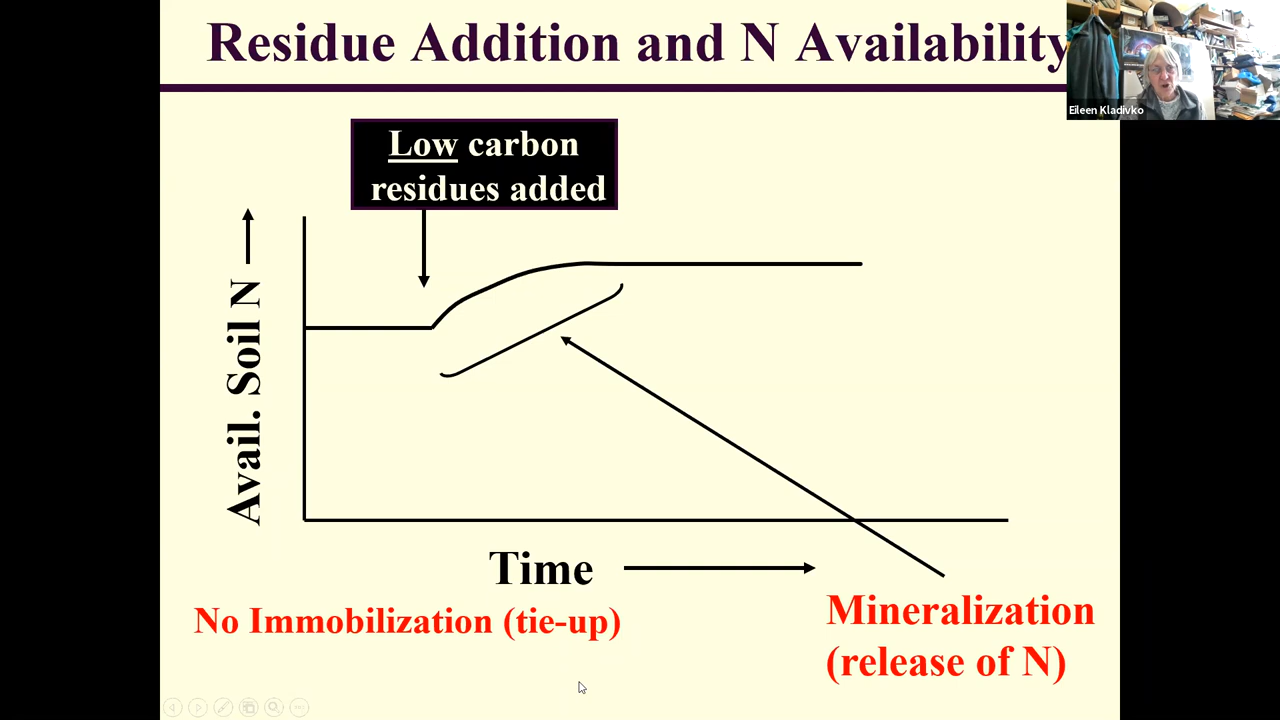 Residue Addition and N Availability
Eileen Kladivko
Low carbon
residues added
Avail. Soil N
Time
No Immobilization (tie-up)
Mineralization
(release of N)